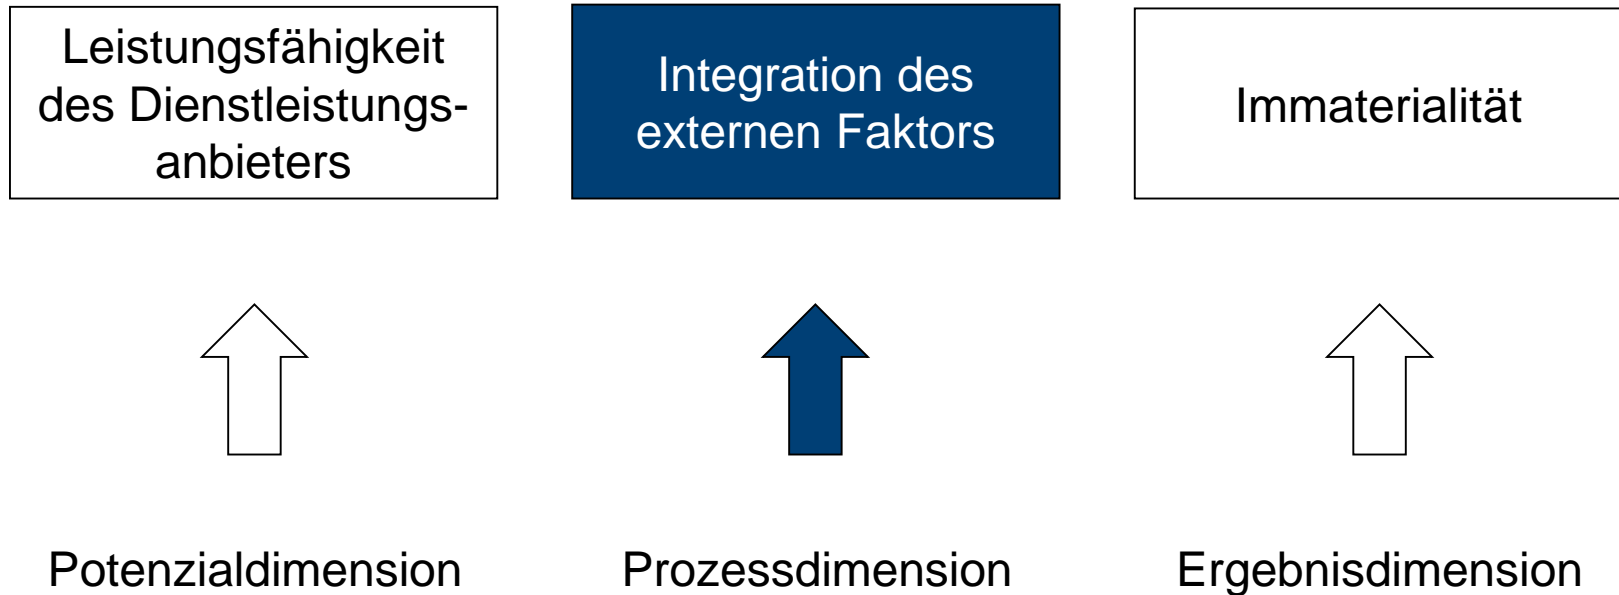 Leistungsfähigkeit
des Dienstleistungs-
anbieters
Integration des
externen Faktors
Immaterialität
Potenzialdimension
Prozessdimension
Ergebnisdimension